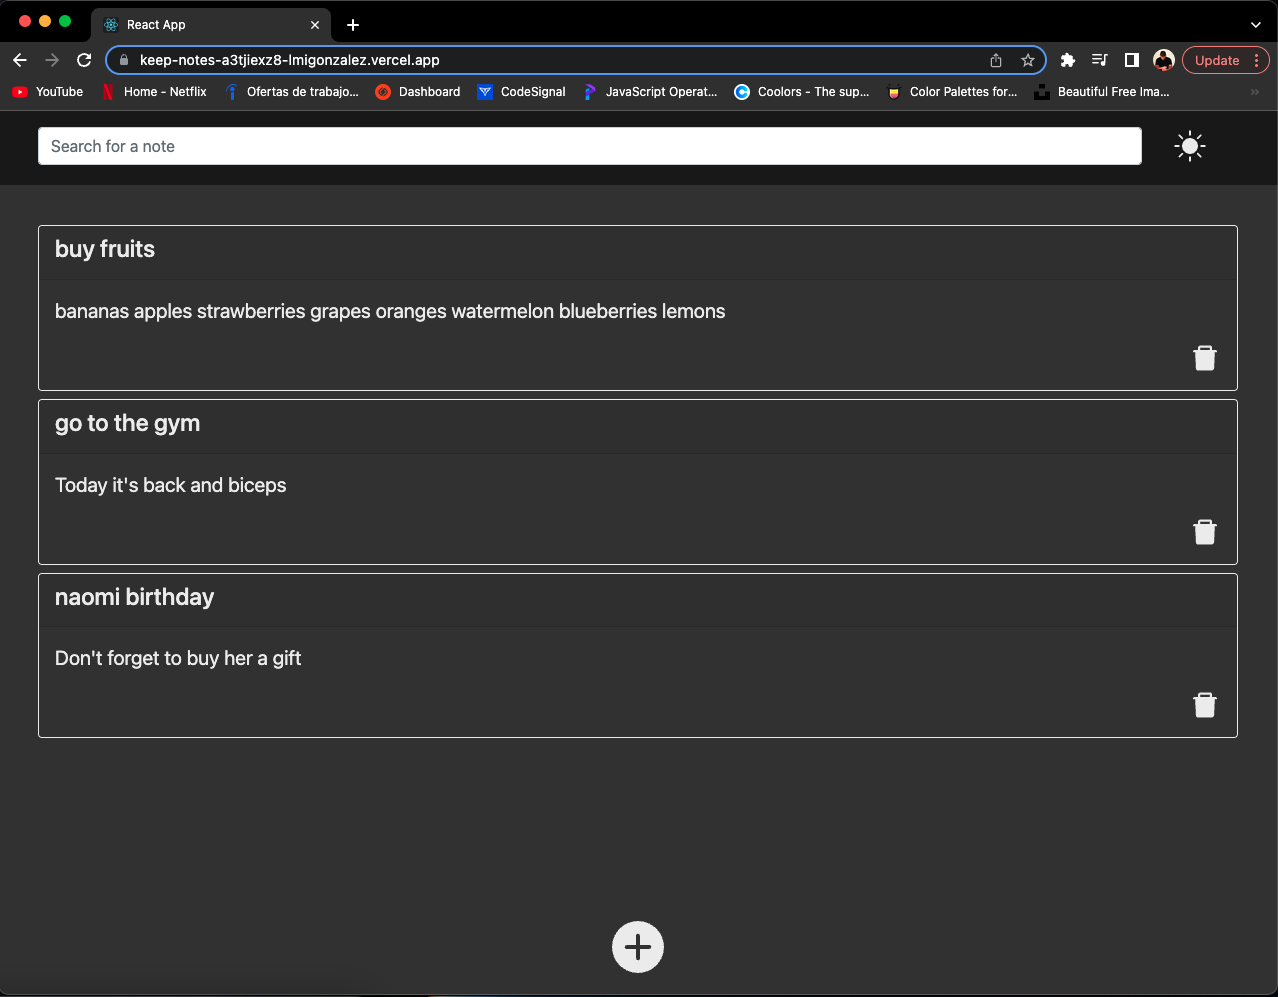 React App
keep-notes-a3tjiexz8-lmigonzalez.vercel.app
Update
YouTube Home - Netflix Ofertas de trabajo... Dashboard CodeSignal JavaScript Operat... Coolors - The sup... Color Palettes for... Beautiful Free Ima...
Search for a note
buy fruits
bananas apples strawberries grapes oranges watermelon blueberries lemons
go to the gym
Today it's back and biceps
naomi birthday
Don't forget to buy her a gift